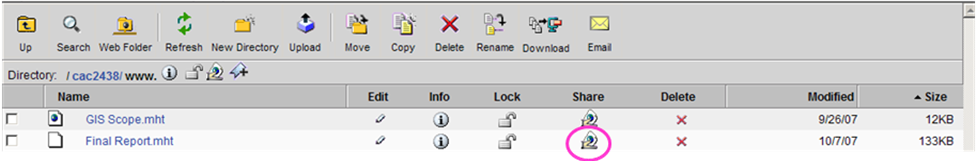 Up Search Web Folder Refresh New Directory Upload Move Copy Delete Rename Download Email
Directory: / cac2438/ www.
Name Edit Info Lock Share Delete Modified Size
GIS Scope.mht 9/26/07 12KB
Final Report.mht 10/7/07 133KB